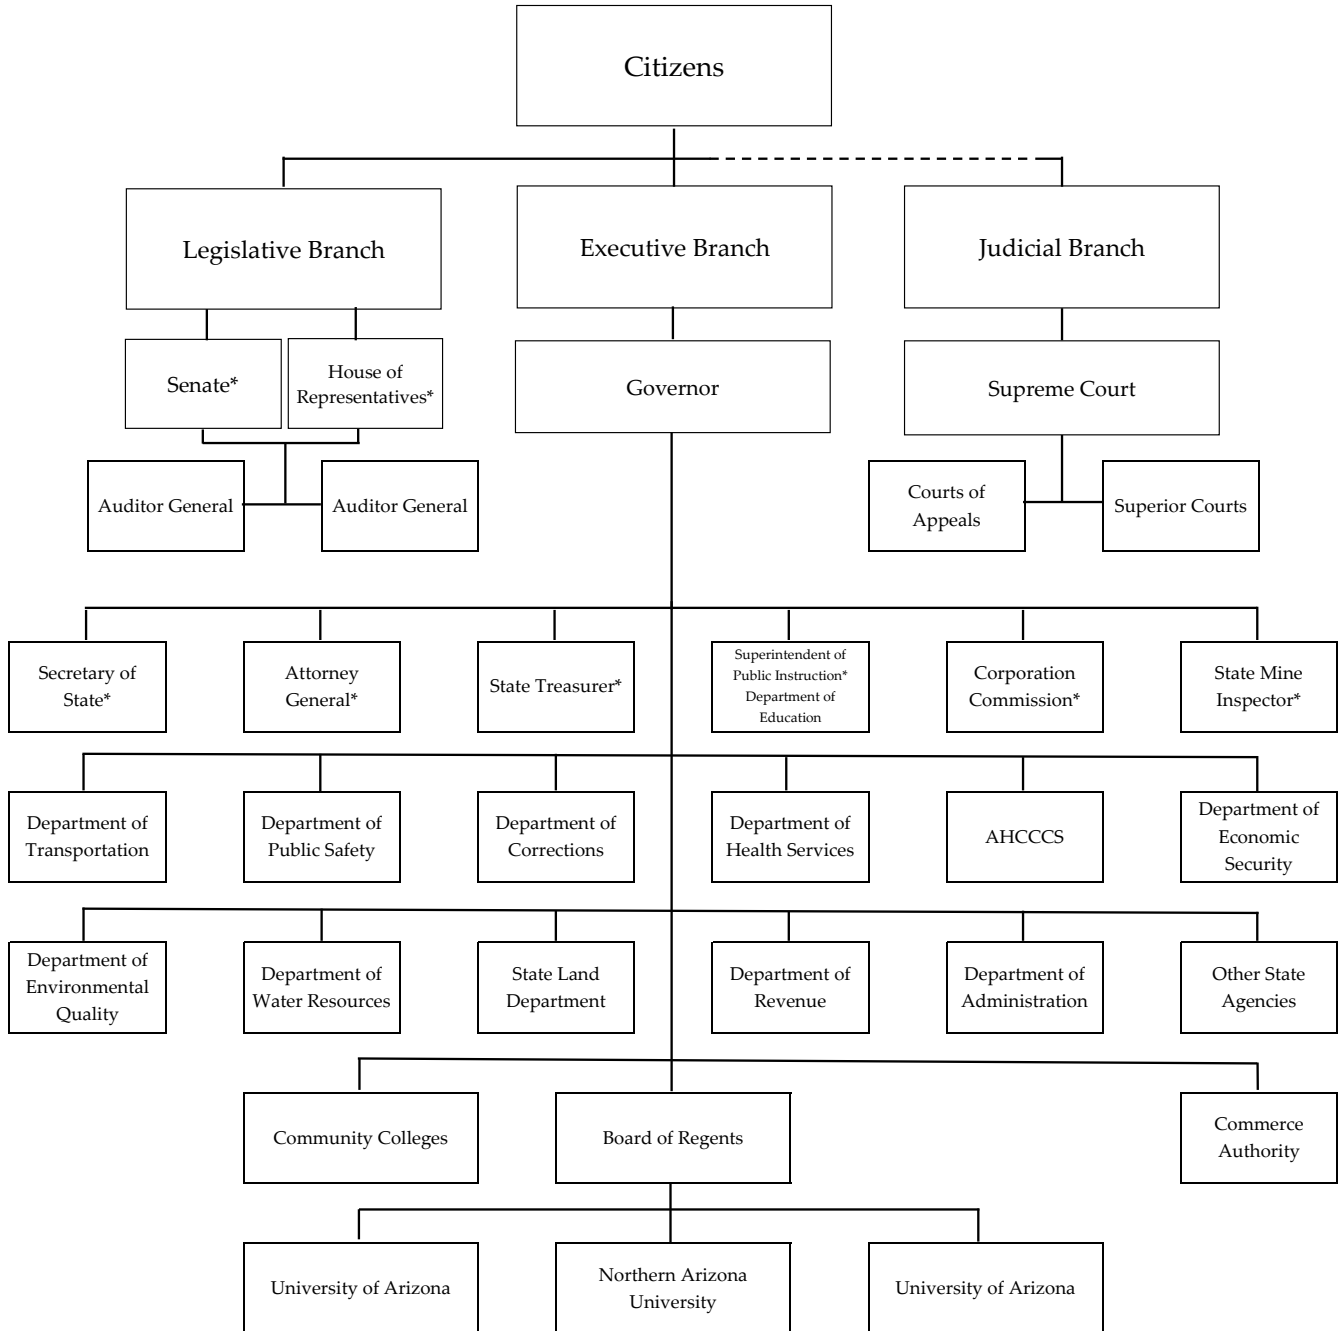 Citizens
Legislative Branch
Executive Branch
Judicial Branch
Senate*
House of
Representatives*
Governor
Supreme Court
Auditor General
Auditor General
Courts of
Appeals
Superior Courts
Secretary of
State*
Attorney
General*
State Treasurer*
Superintendent of
Public Instruction*
Department of
Education
Corporation
Commission*
State Mine
Inspector*
Department of
Transportation
Department of
Public Safety
Department of
Corrections
Department of
Health Services
AHCCCS
Department of
Economic
Security
Department of
Environmental
Quality
Department of
Water Resources
State Land
Department
Department of
Revenue
Department of
Administration
Other State
Agencies
Community Colleges
Board of Regents
Commerce
Authority
University of Arizona
Northern Arizona
University
University of Arizona